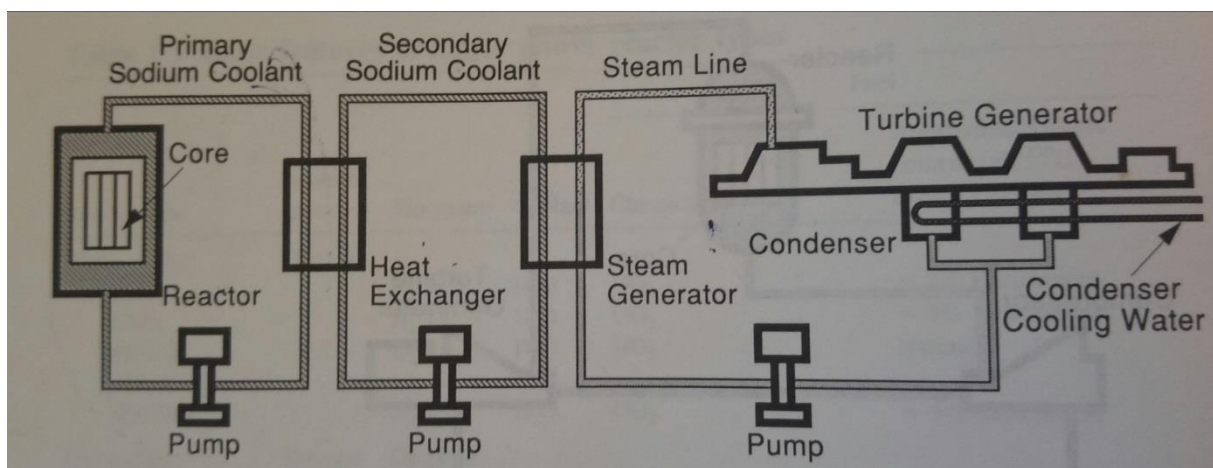 Primary
Sodium Coolant
Secondary
Sodium Coolant
Steam Line
Turbine Generator
Core
Reactor
Heat
Exchanger
Steam
Generator
Condenser
Condenser
Cooling Water
Pump
Pump
Pump